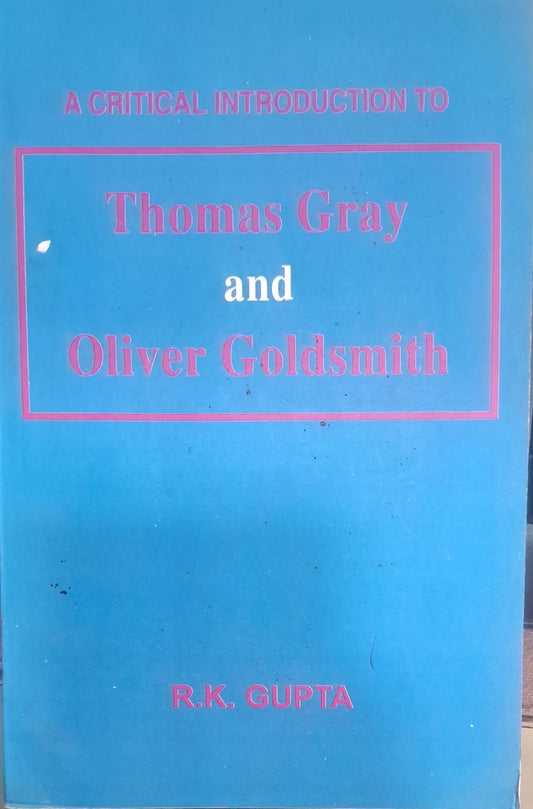 A CRITICAL INTRODUCTION TO
Thomas Gray
and
Oliver Goldsmith
R.K. GUPTA